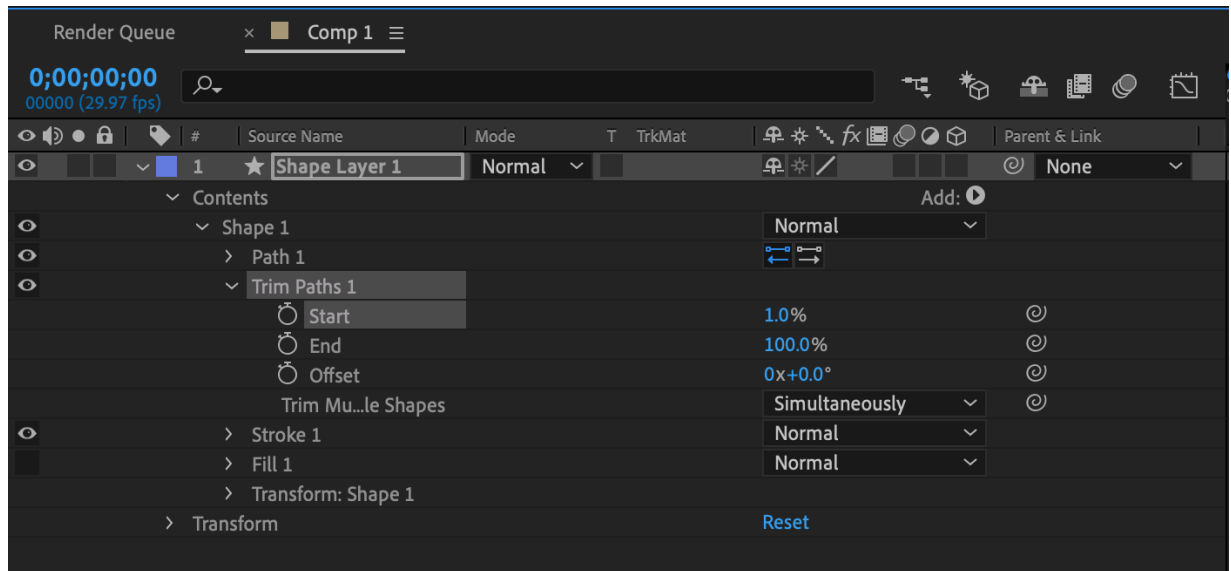 Render Queue × Comp 1
0;00;00;00
00000 (29.97 fps)
# Source Name Mode T TrkMat fx Parent & Link
1 Shape Layer 1 Normal None
Contents Add:
Shape 1 Normal
Path 1
Trim Paths 1
Start 1.0%
End 100.0%
Offset 0x+0.0°
Trim Mu...le Shapes Simultaneously
Stroke 1 Normal
Fill 1 Normal
Transform: Shape 1
Transform Reset